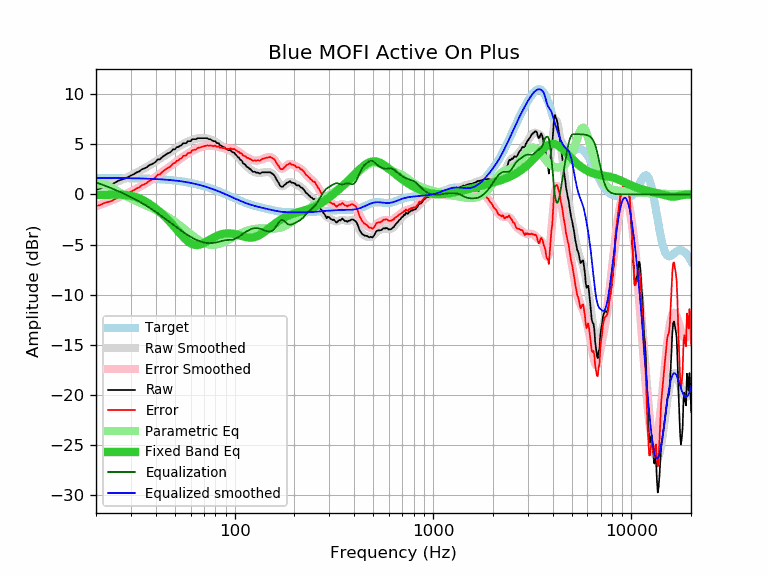 Blue MOFI Active On Plus
10
5
0
−5
−10
−15
−20
−25
−30
Amplitude (dBr)
Target
Raw Smoothed
Error Smoothed
Raw
Error
Parametric Eq
Fixed Band Eq
Equalization
Equalized smoothed
100
1000
10000
Frequency (Hz)